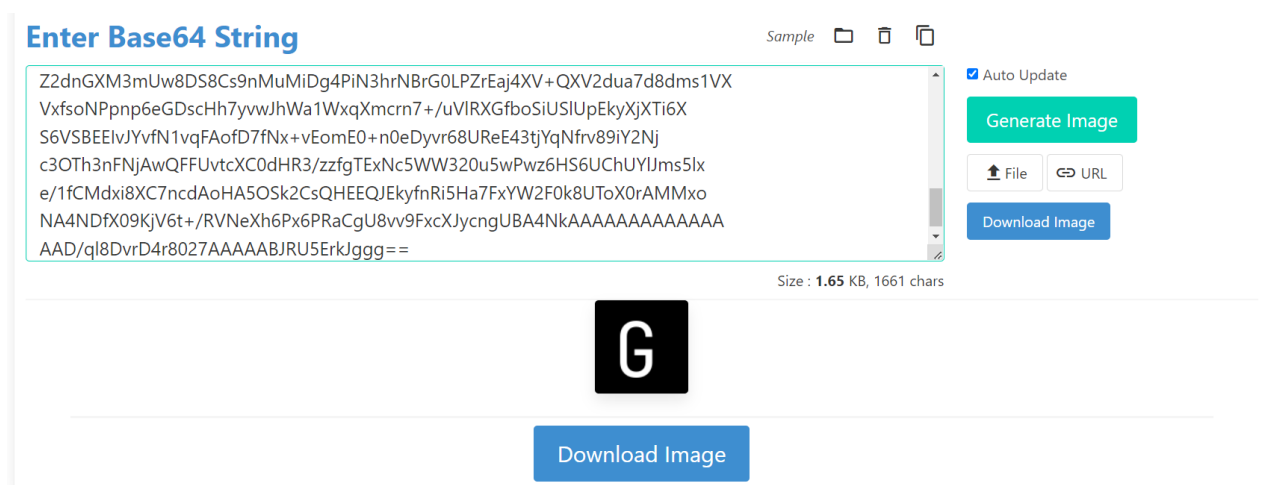 Enter Base64 String
Sample
Z2dnGXM3mUw8DS8Cs9nMuMiDg4PiN3hrNBrG0LPZrEaj4XV+QXV2dua7d8dms1VX
VxfsoNPpnp6eGDscHh7yvwJhWa1WxqXmcrn7+/uVlRXGfboSiUSlUpEkyXjXTi6X
S6VSBEEIvJYvfN1vqFAofD7fNx+vEomE0+n0eDyvr68UReE43tjYqNfrv89iY2Nj
c3OTh3nFNjAwQFFUvtcXC0dHR3/zzfgTExNc5WW320u5wPwz6HS6UChUYlJms5lx
e/1fCMdxi8XC7ncdAoHA5OSk2CsQHEEQJEkyfnRi5Ha7FxYW2F0k8UToX0rAMMxo
NA4NDfX09KjV6t+/RVNeXh6Px6PRaCgU8vv9FxcXJycngUBA4NkAAAAAAAAAAAAA
AAD/ql8DvrD4r8027AAAAABJRU5ErkJggg==
Auto Update
Generate Image
File
URL
Download Image
Size : 1.65 KB, 1661 chars
G
Download Image